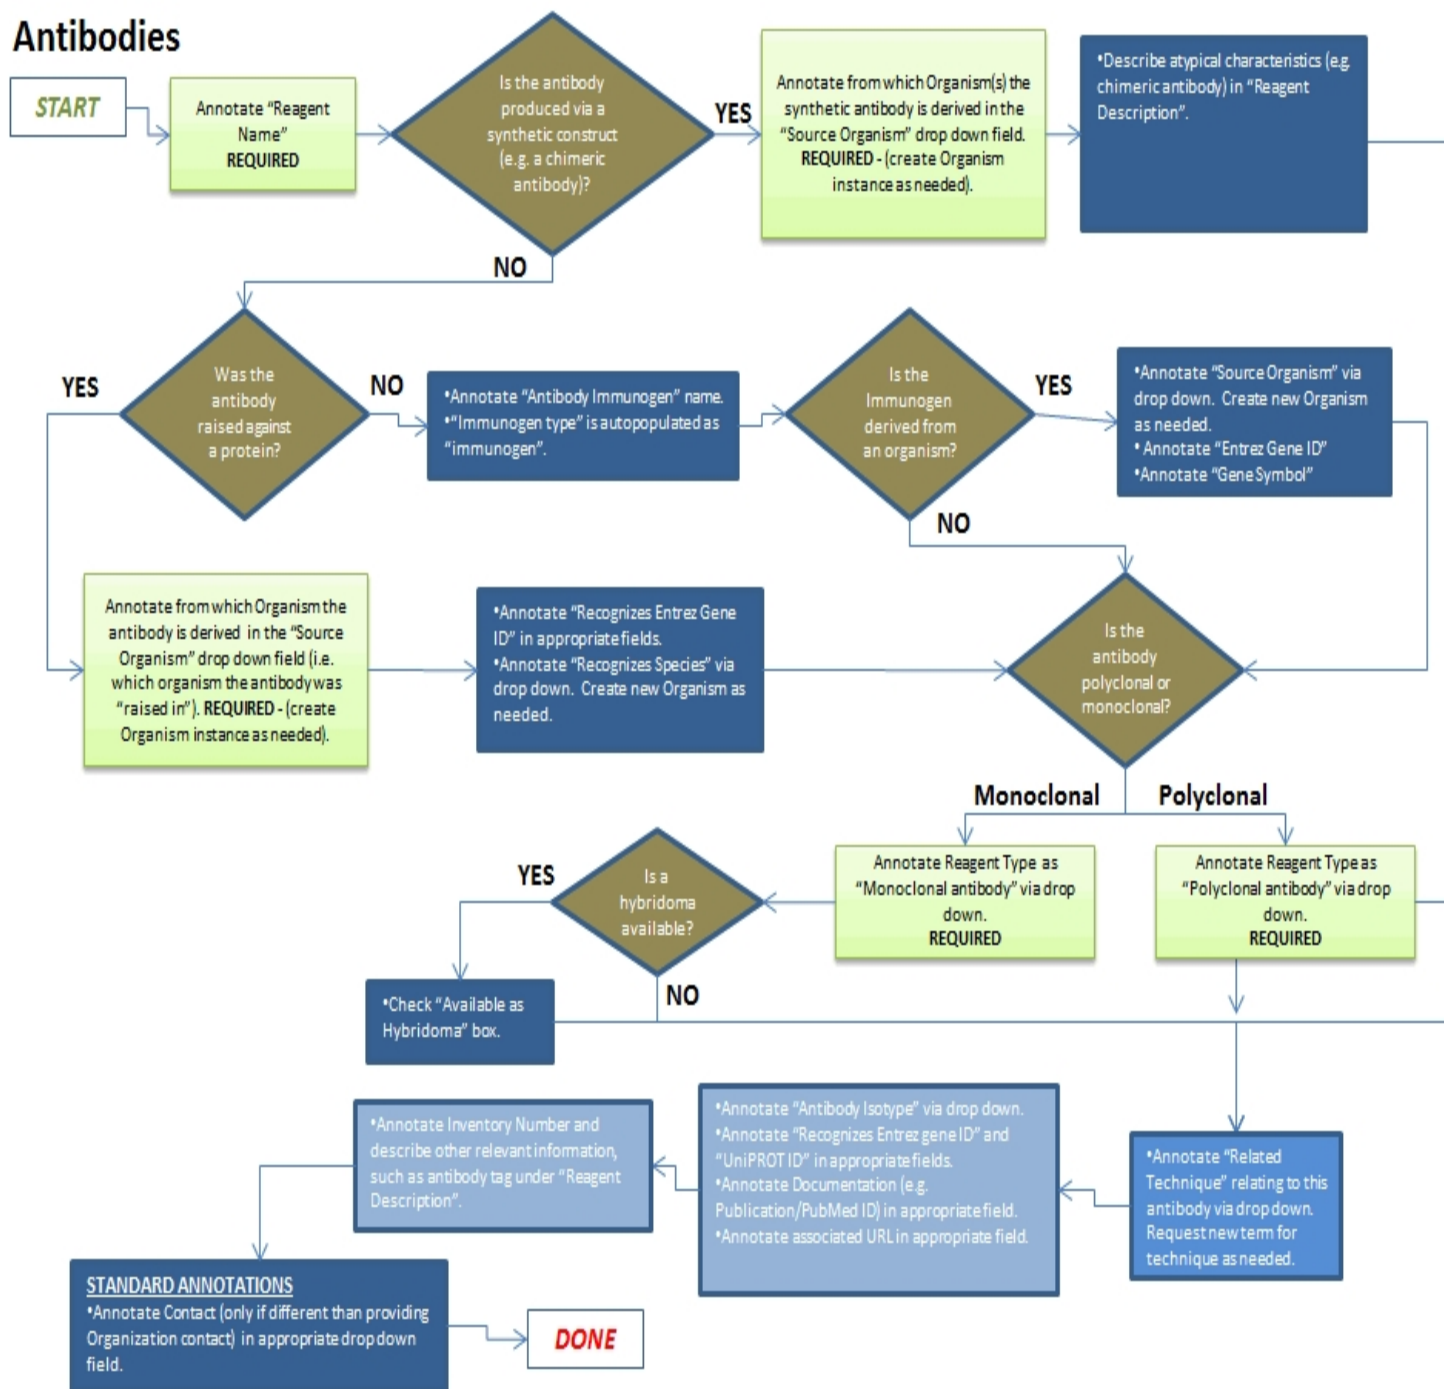 Antibodies
START
Annotate “Reagent
Name”
REQUIRED
Is the antibody
produced via a
synthetic construct
(e.g. a chimeric
antibody)?
YES
Annotate from which Organism(s) the
synthetic antibody is derived in the
“Source Organism” drop down field.
REQUIRED - (create Organism
instance as needed).
•Describe atypical characteristics (e.g.
chimeric antibody) in “Reagent
Description”.
NO
YES
Was the
antibody
raised against
a protein?
NO
•Annotate “Antibody Immunogen” name.
•“Immunogen type” is autopopulated as
“immunogen”.
Is the
Immunogen
derived from
an organism?
YES
•Annotate “Source Organism” via
drop down. Create new Organism
as needed.
• Annotate “Entrez Gene ID”
•Annotate “Gene Symbol”
NO
Annotate from which Organism the
antibody is derived in the “Source
Organism” drop down field (i.e.
which organism the antibody was
“raised in”). REQUIRED - (create
Organism instance as needed).
•Annotate “Recognizes Entrez Gene
ID” in appropriate fields.
•Annotate “Recognizes Species” via
drop down. Create new Organism as
needed.
Is the
antibody
polyclonal or
monoclonal?
Monoclonal
Polyclonal
YES
Is a
hybridoma
available?
Annotate Reagent Type as
“Monoclonal antibody” via drop
down.
REQUIRED
Annotate Reagent Type as
“Polyclonal antibody” via drop
down.
REQUIRED
•Check “Available as
Hybridoma” box.
NO
•Annotate Inventory Number and
describe other relevant information,
such as antibody tag under “Reagent
Description”.
•Annotate “Antibody Isotype” via drop down.
•Annotate “Recognizes Entrez gene ID” and
“UniPROT ID” in appropriate fields.
•Annotate Documentation (e.g.
Publication/PubMed ID) in appropriate field.
•Annotate associated URL in appropriate field.
•Annotate “Related
Technique” relating to this
antibody via drop down.
Request new term for
technique as needed.
STANDARD ANNOTATIONS
•Annotate Contact (only if different than providing
Organization contact) in appropriate drop down
field.
DONE